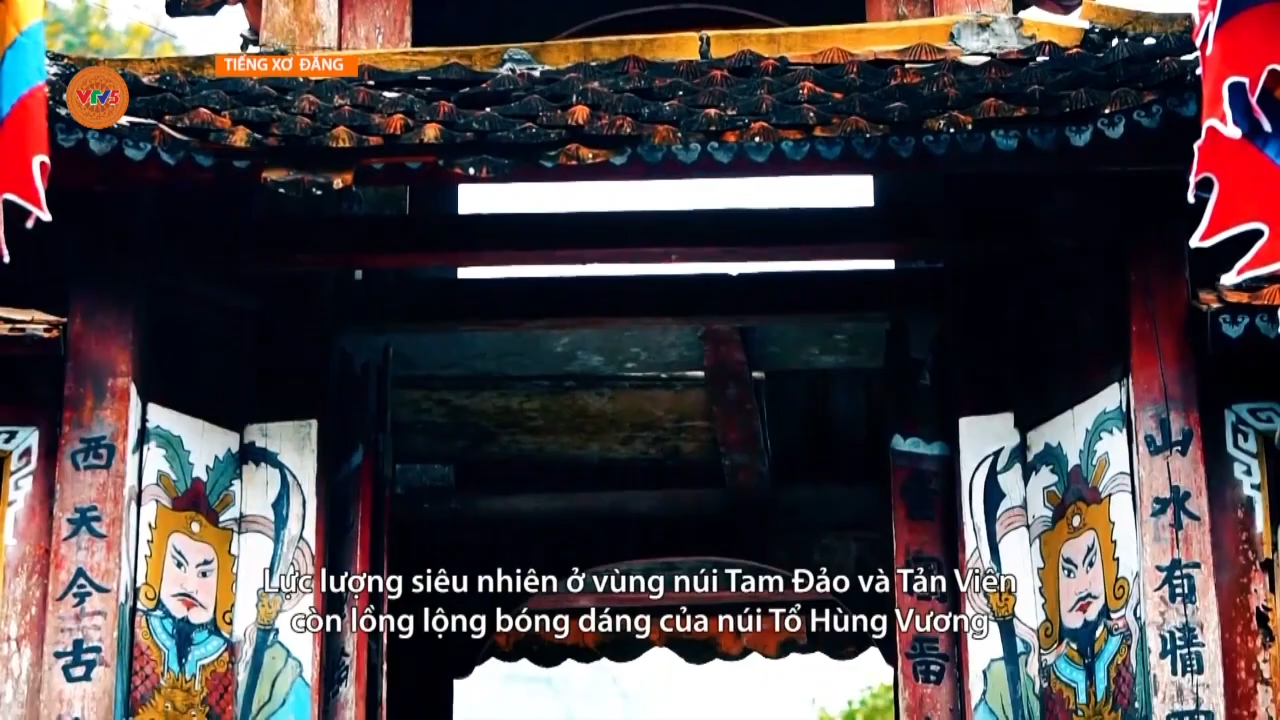 TIẾNG XƠ ĐĂNG
VTV5
西天今古
山水有情
Lực lượng siêu nhiên ở vùng núi Tam Đảo và Tản Viên
còn lồng lộng bóng dáng của núi Tổ Hùng Vương